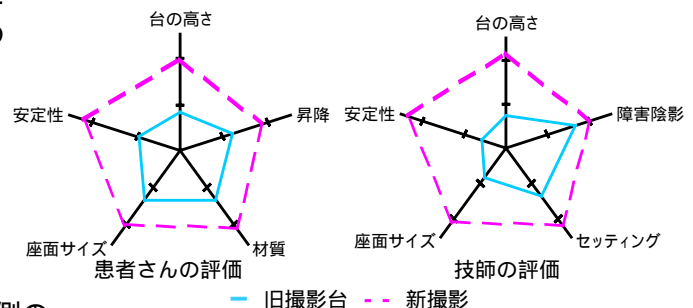 台の高さ
安定性
昇降
座面サイズ
材質
患者さんの評価
台の高さ
安定性
障害陰影
座面サイズ
セッティング
技師の評価
旧撮影台
新撮影